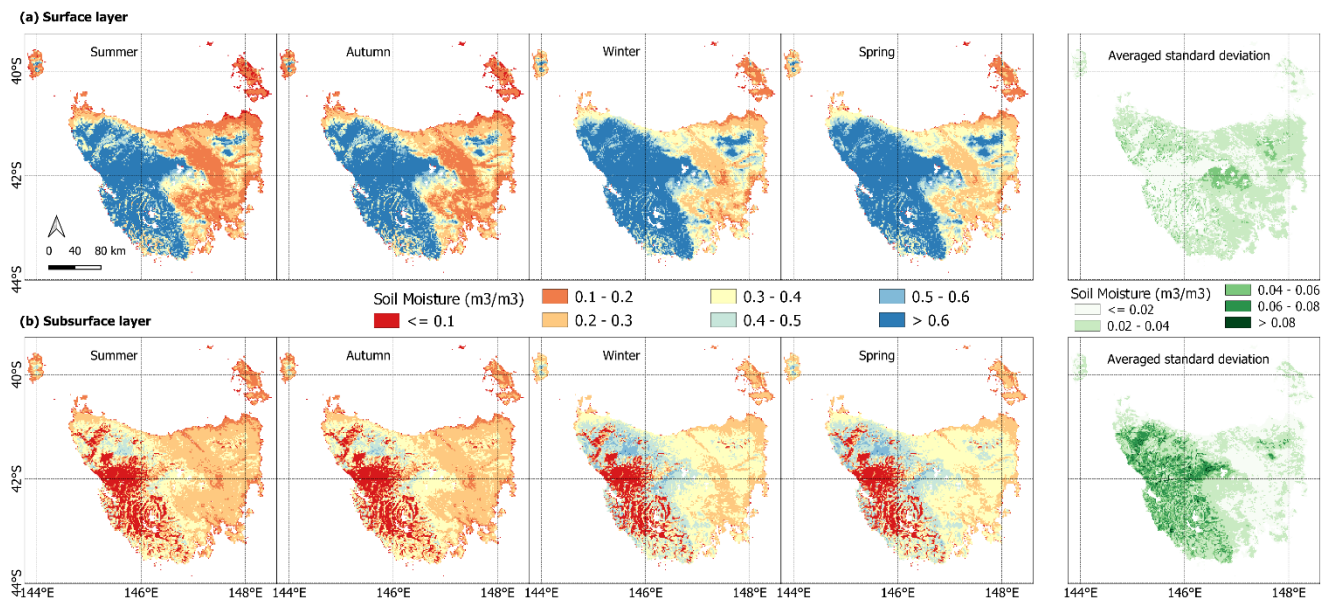 (a) Surface layer
Summer Autumn Winter Spring Averaged standard deviation
40°S
42°S
0 40 80 km
44°S
Soil Moisture (m3/m3) 0.1 - 0.2 0.3 - 0.4 0.5 - 0.6
<= 0.1 0.2 - 0.3 0.4 - 0.5 > 0.6
Soil Moisture (m3/m3) 0.04 - 0.06
<= 0.02 0.06 - 0.08
0.02 - 0.04 > 0.08
(b) Subsurface layer
Summer Autumn Winter Spring Averaged standard deviation
40°S
42°S
44°S
144°E 146°E 148°E 144°E 146°E 148°E 144°E 146°E 148°E 144°E 146°E 148°E 144°E 146°E 148°E